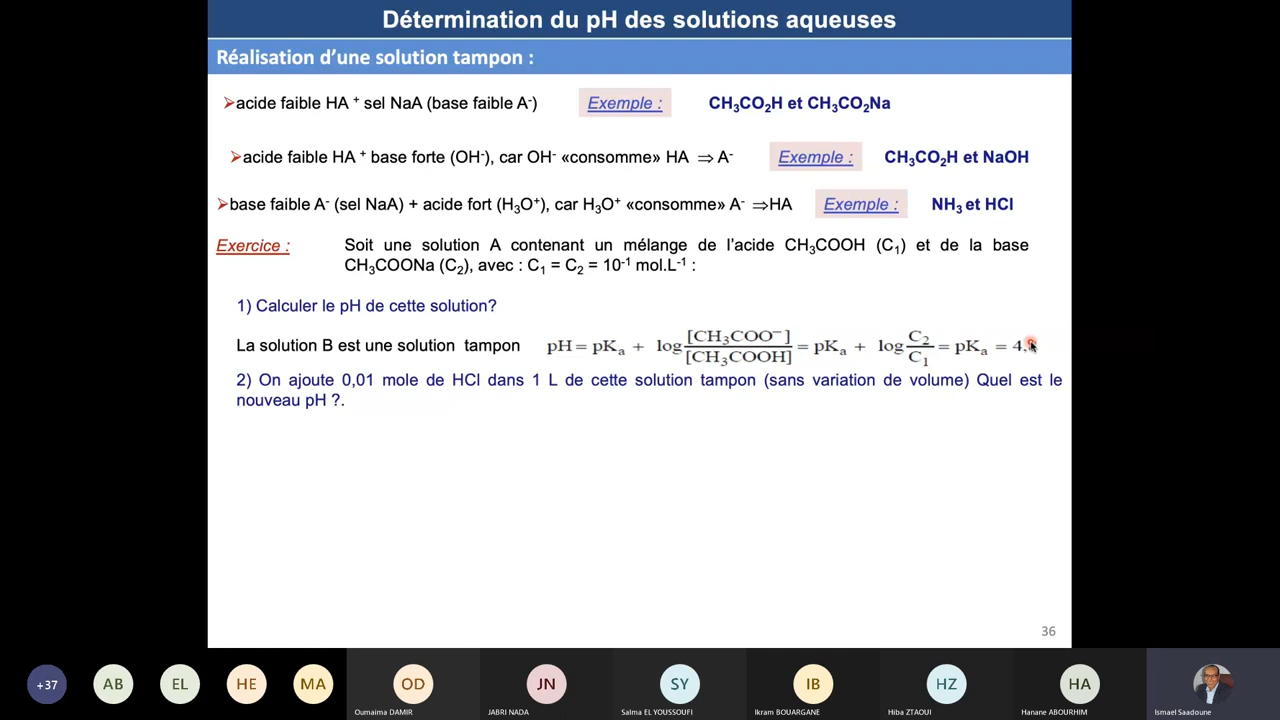 Détermination du pH des solutions aqueuses
Réalisation d'une solution tampon :
➢acide faible HA + sel NaA (base faible A-) Exemple : CH3CO2H et CH3CO2Na
➢acide faible HA + base forte (OH-), car OH- «consomme» HA ⇒ A- Exemple : CH3CO2H et NaOH
➢base faible A- (sel NaA) + acide fort (H3O+), car H3O+ «consomme» A- ⇒HA Exemple : NH3 et HCl
Exercice : Soit une solution A contenant un mélange de l'acide CH3COOH (C1) et de la base
CH3COONa (C2), avec : C1 = C2 = 10-1 mol.L-1 :
1) Calculer le pH de cette solution?
La solution B est une solution tampon pH = pKa + log [CH3COO−]/[CH3COOH] = pKa + log C2/C1 = pKa = 4,
2) On ajoute 0,01 mole de HCl dans 1 L de cette solution tampon (sans variation de volume) Quel est le
nouveau pH ?.
36
+37 AB EL HE MA OD JN SY IB HZ HA
Oumaima DAMIR JABRI NADA Salma EL YOUSSOUFI Ikram BOUARGANE Hiba ZTAOUI Hanane ABOURHIM Ismael Saadoune